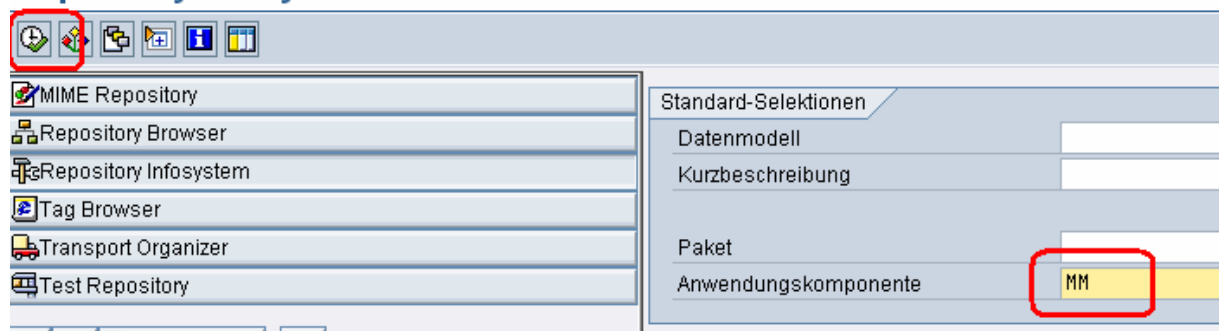 MIME Repository
Repository Browser
Repository Infosystem
Tag Browser
Transport Organizer
Test Repository
Standard-Selektionen
Datenmodell
Kurzbeschreibung
Paket
Anwendungskomponente MM